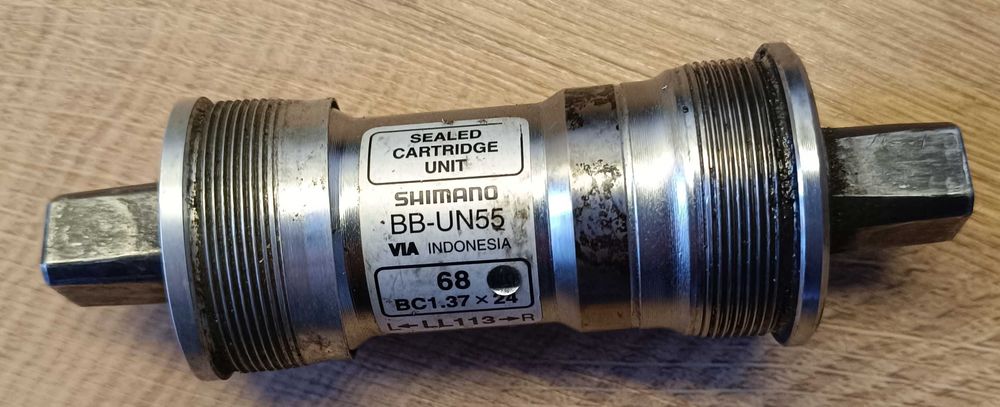 SEALED
CARTRIDGE
UNIT
SHIMANO
BB-UN55
VIA INDONESIA
68
BC1.37 × 24
L←LL113→R